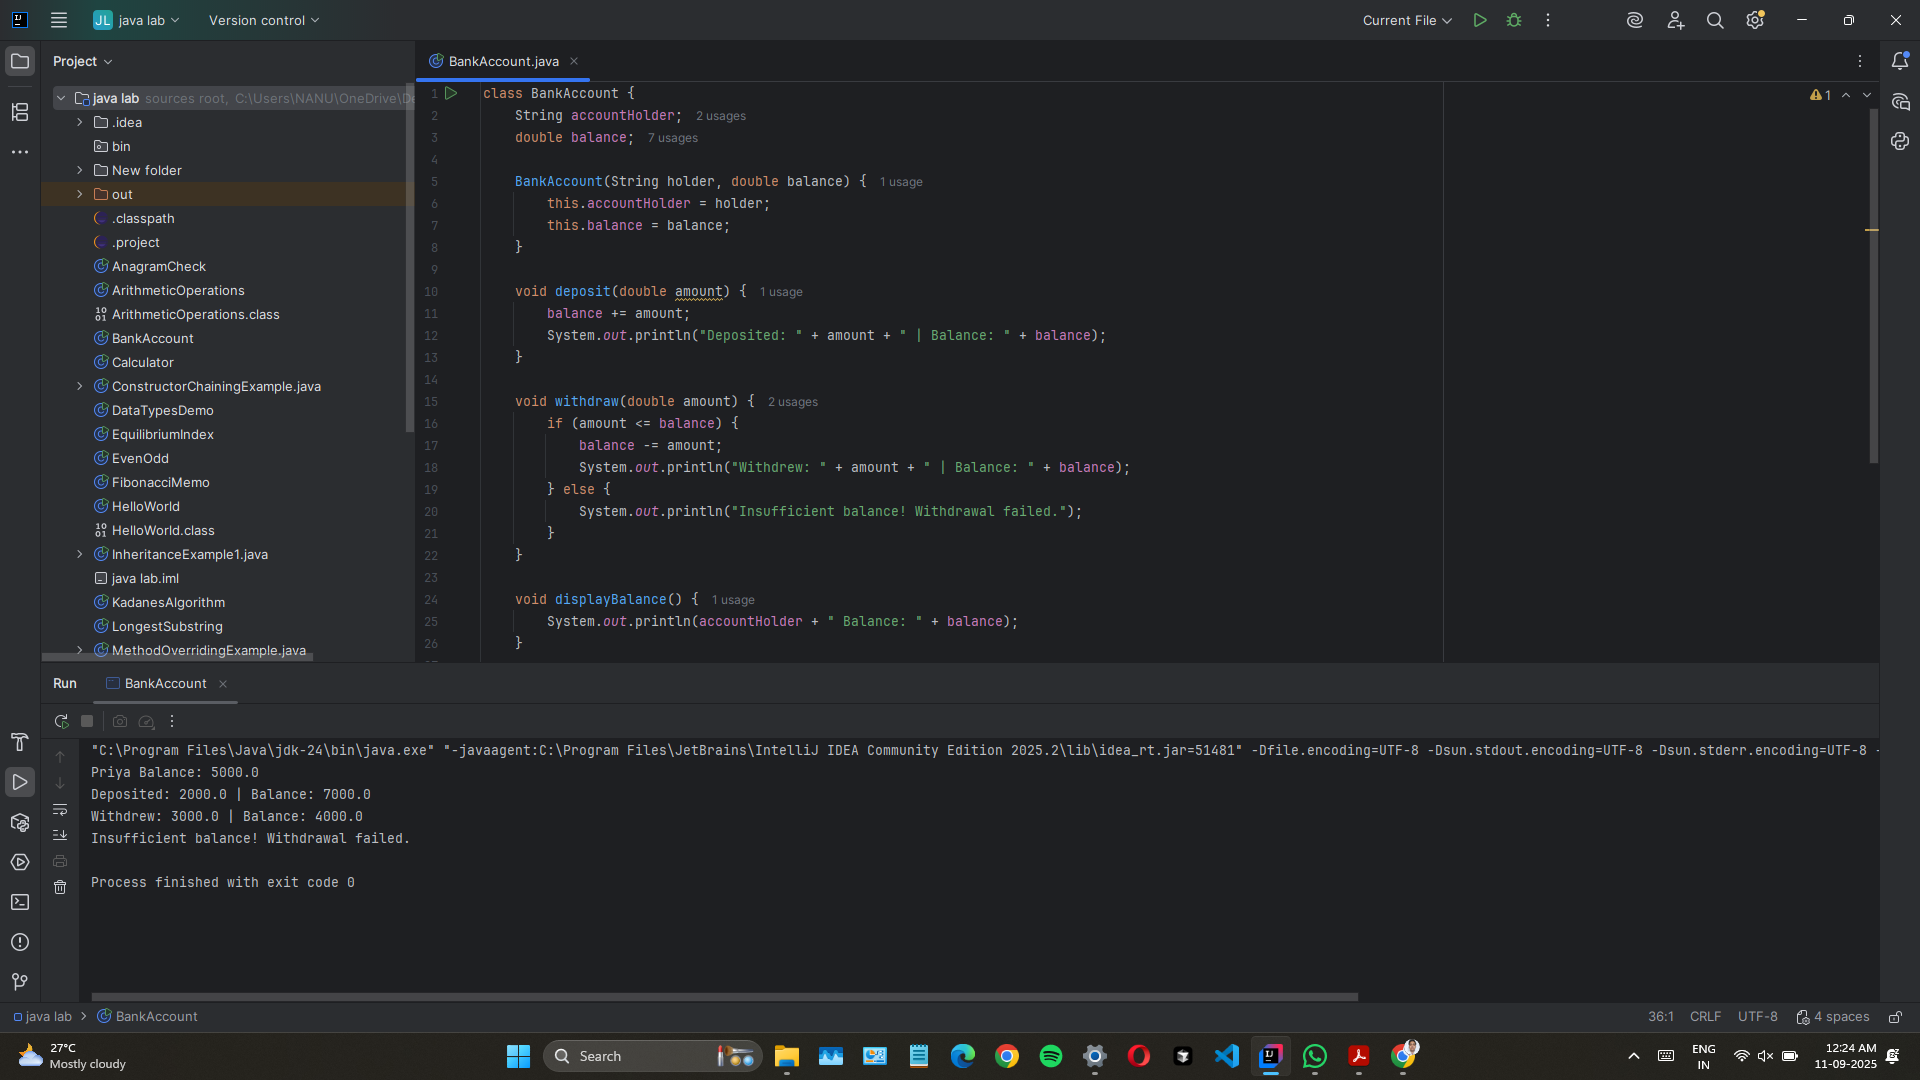 JL java lab Version control Current File
Project
java lab sources root, C:\Users\NANU\OneDrive\De
.idea
bin
New folder
out
.classpath
.project
AnagramCheck
ArithmeticOperations
ArithmeticOperations.class
BankAccount
Calculator
ConstructorChainingExample.java
DataTypesDemo
EquilibriumIndex
EvenOdd
FibonacciMemo
HelloWorld
HelloWorld.class
InheritanceExample1.java
java lab.iml
KadanesAlgorithm
LongestSubstring
MethodOverridingExample.java
BankAccount.java
1
1 class BankAccount {
2 String accountHolder; 2 usages
3 double balance; 7 usages
4
5 BankAccount(String holder, double balance) { 1 usage
6 this.accountHolder = holder;
7 this.balance = balance;
8 }
9
10 void deposit(double amount) { 1 usage
11 balance += amount;
12 System.out.println("Deposited: " + amount + " | Balance: " + balance);
13 }
14
15 void withdraw(double amount) { 2 usages
16 if (amount <= balance) {
17 balance -= amount;
18 System.out.println("Withdrew: " + amount + " | Balance: " + balance);
19 } else {
20 System.out.println("Insufficient balance! Withdrawal failed.");
21 }
22 }
23
24 void displayBalance() { 1 usage
25 System.out.println(accountHolder + " Balance: " + balance);
26 }
Run BankAccount
"C:\Program Files\Java\jdk-24\bin\java.exe" "-javaagent:C:\Program Files\JetBrains\IntelliJ IDEA Community Edition 2025.2\lib\idea_rt.jar=51481" -Dfile.encoding=UTF-8 -Dsun.stdout.encoding=UTF-8 -Dsun.stderr.encoding=UTF-8 -
Priya Balance: 5000.0
Deposited: 2000.0 | Balance: 7000.0
Withdrew: 3000.0 | Balance: 4000.0
Insufficient balance! Withdrawal failed.
Process finished with exit code 0
java lab BankAccount 36:1 CRLF UTF-8 4 spaces
27°C
Mostly cloudy
Search
ENG
IN
12:24 AM
11-09-2025